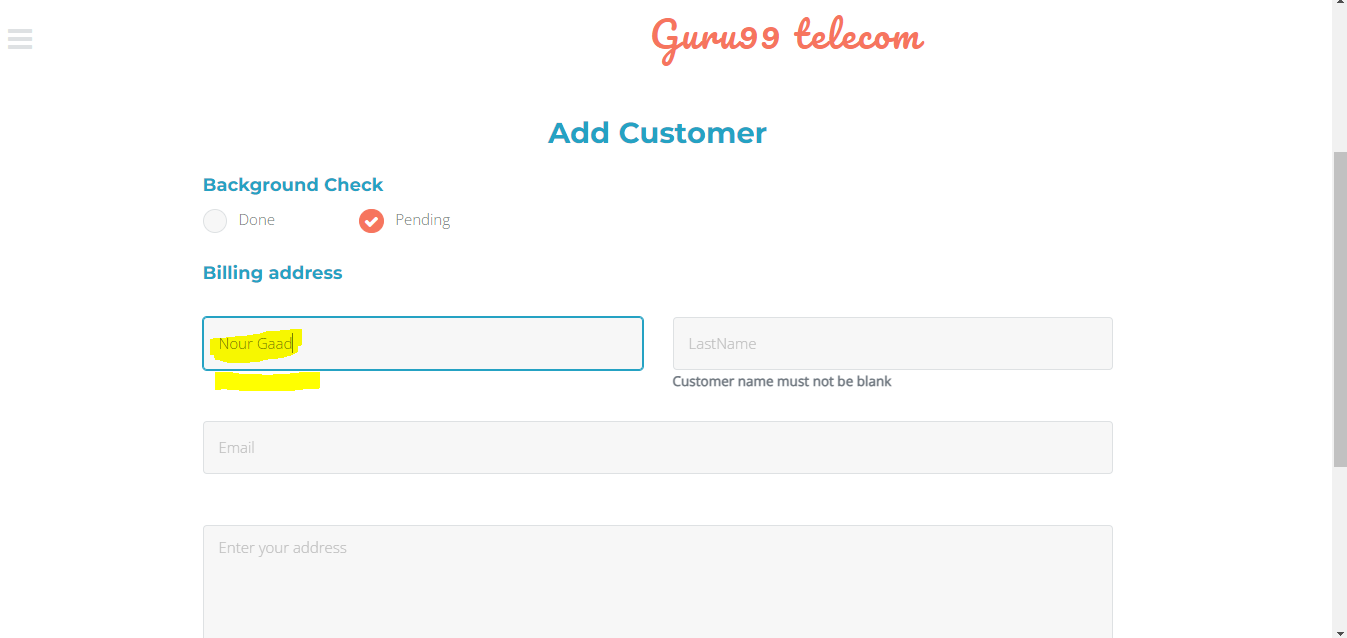 Guru99 telecom
Add Customer
Background Check
Done Pending
Billing address
Nour Gaad LastName
Customer name must not be blank
Email
Enter your address